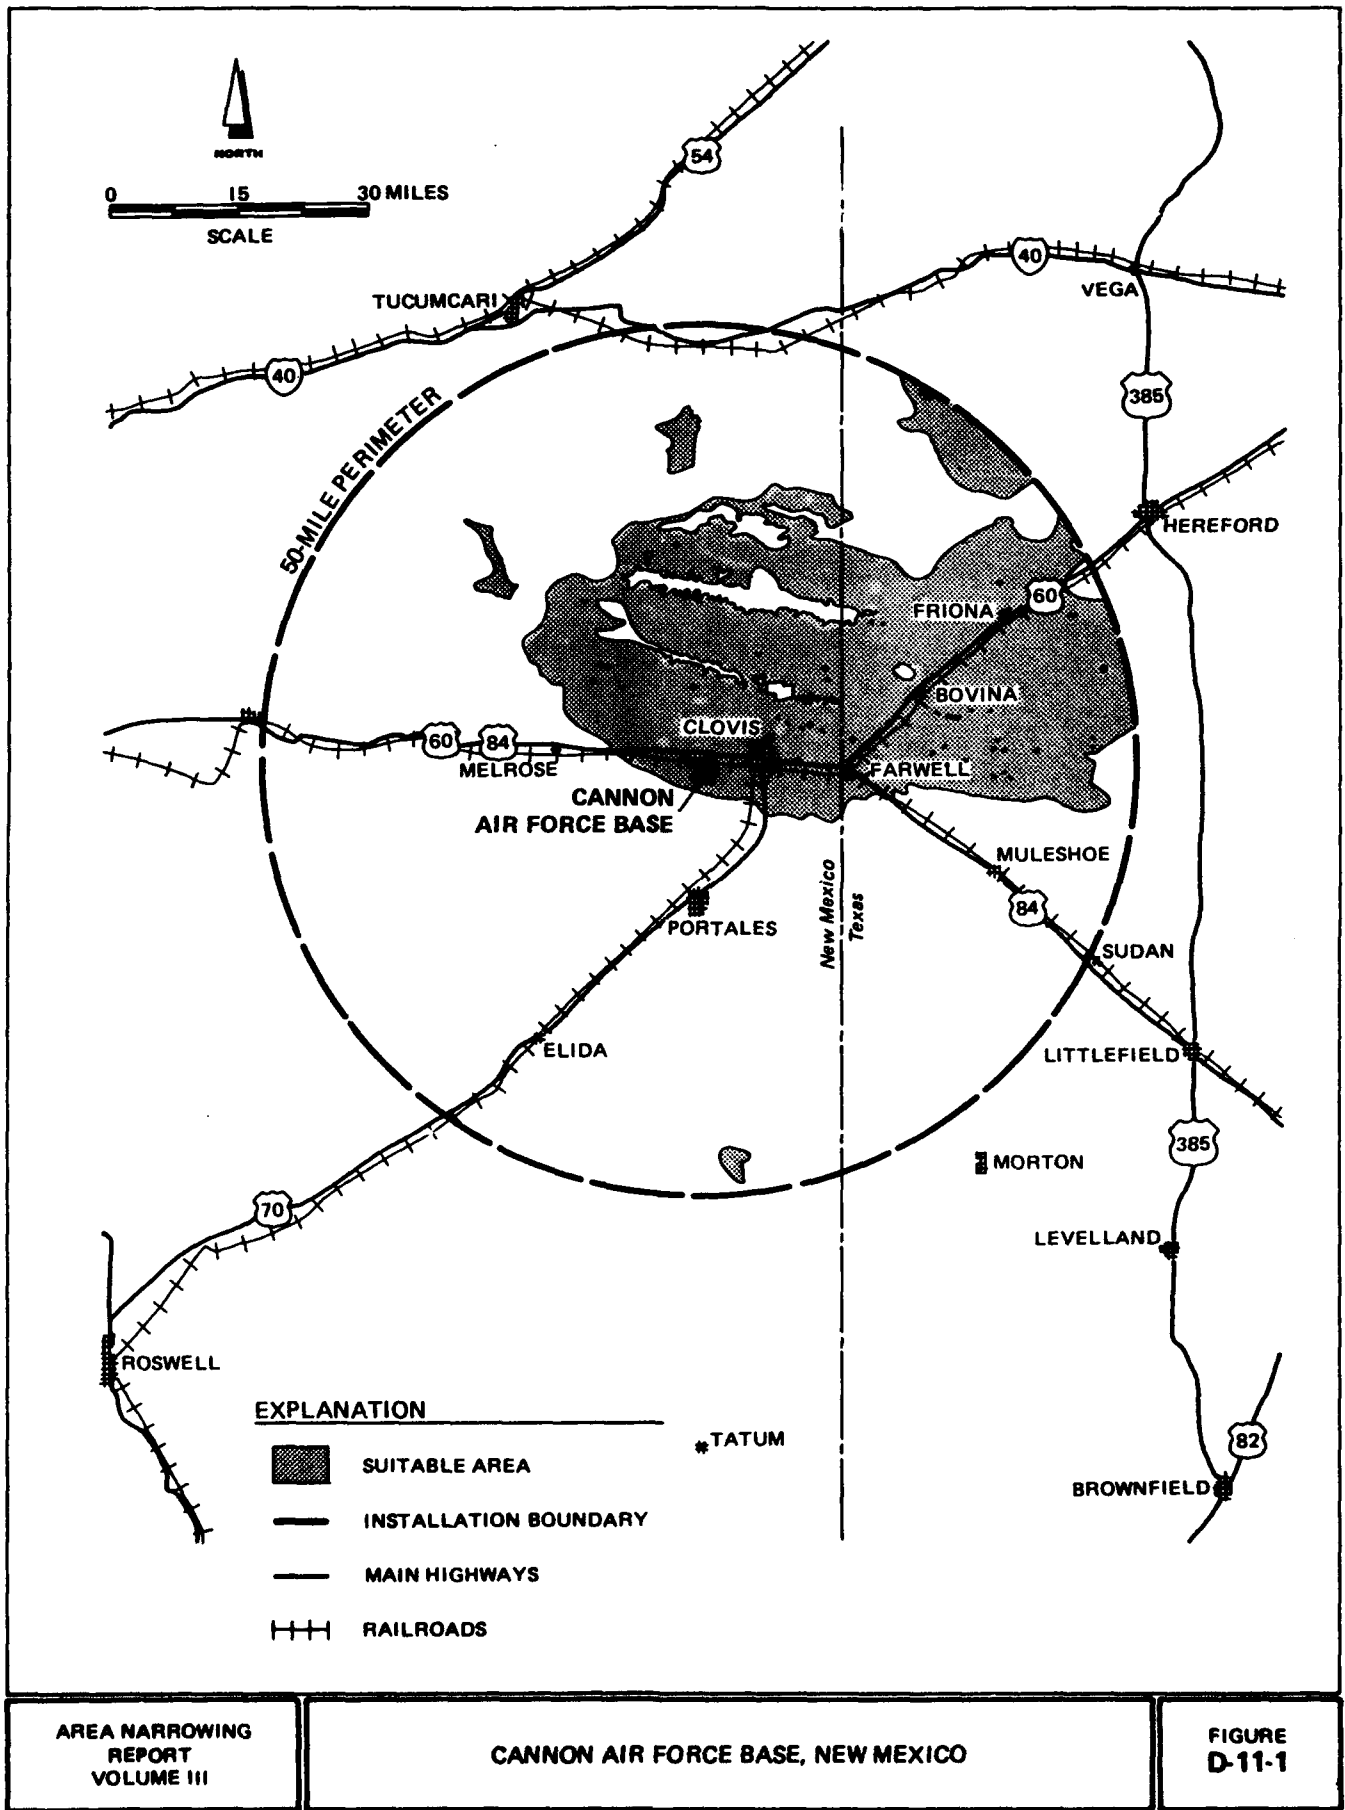 54
NORTH
0 15 30 MILES
SCALE
40
VEGA
TUCUMCARI
40
385
50-MILE PERIMETER
HEREFORD
60
FRIONA
BOVINA
CLOVIS
60 84
MELROSE
FARWELL
CANNON
AIR FORCE BASE
MULESHOE
New Mexico
Texas
84
PORTALES
SUDAN
ELIDA
LITTLEFIELD
385
MORTON
70
LEVELLAND
ROSWELL
EXPLANATION
TATUM
82
SUITABLE AREA
BROWNFIELD
INSTALLATION BOUNDARY
MAIN HIGHWAYS
RAILROADS
AREA NARROWING
REPORT
VOLUME III
CANNON AIR FORCE BASE, NEW MEXICO
FIGURE
D-11-1